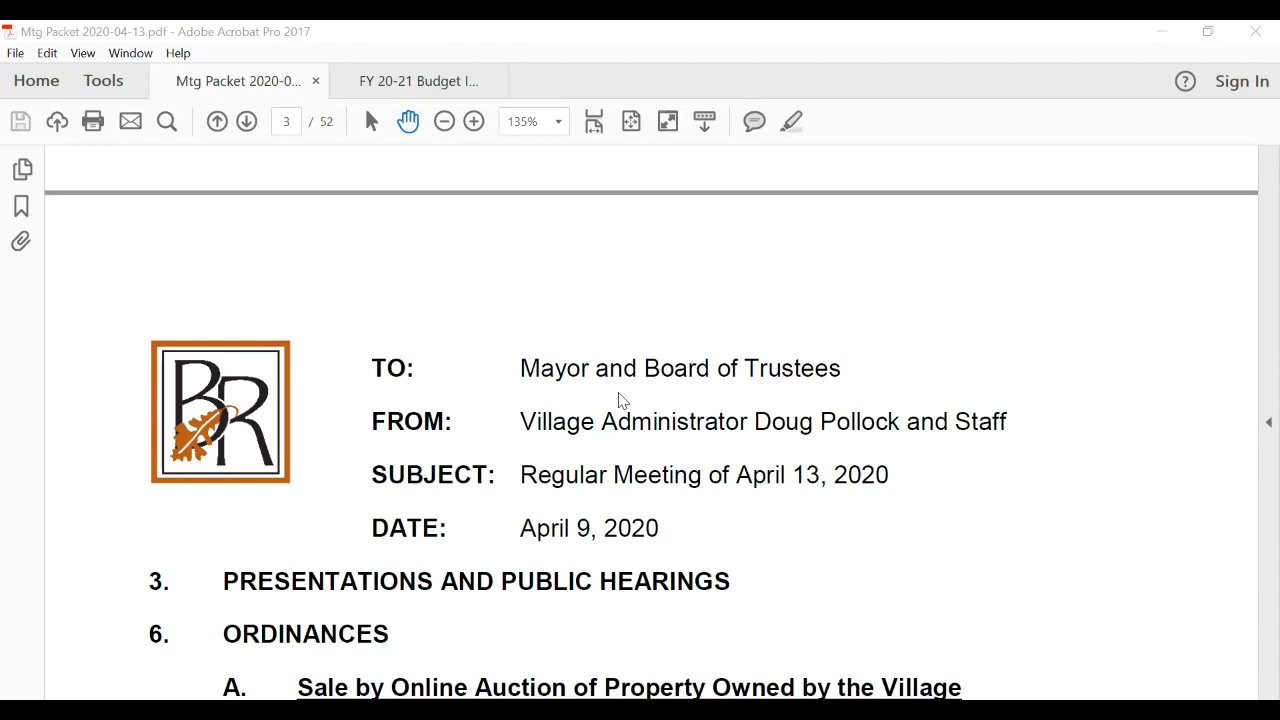 Mtg Packet 2020-04-13.pdf - Adobe Acrobat Pro 2017
File Edit View Window Help
Home Tools Mtg Packet 2020-0... × FY 20-21 Budget I... ? Sign In
3 / 52 135%
BR
TO: Mayor and Board of Trustees
FROM: Village Administrator Doug Pollock and Staff
SUBJECT: Regular Meeting of April 13, 2020
DATE: April 9, 2020
3. PRESENTATIONS AND PUBLIC HEARINGS
6. ORDINANCES
A. Sale by Online Auction of Property Owned by the Village